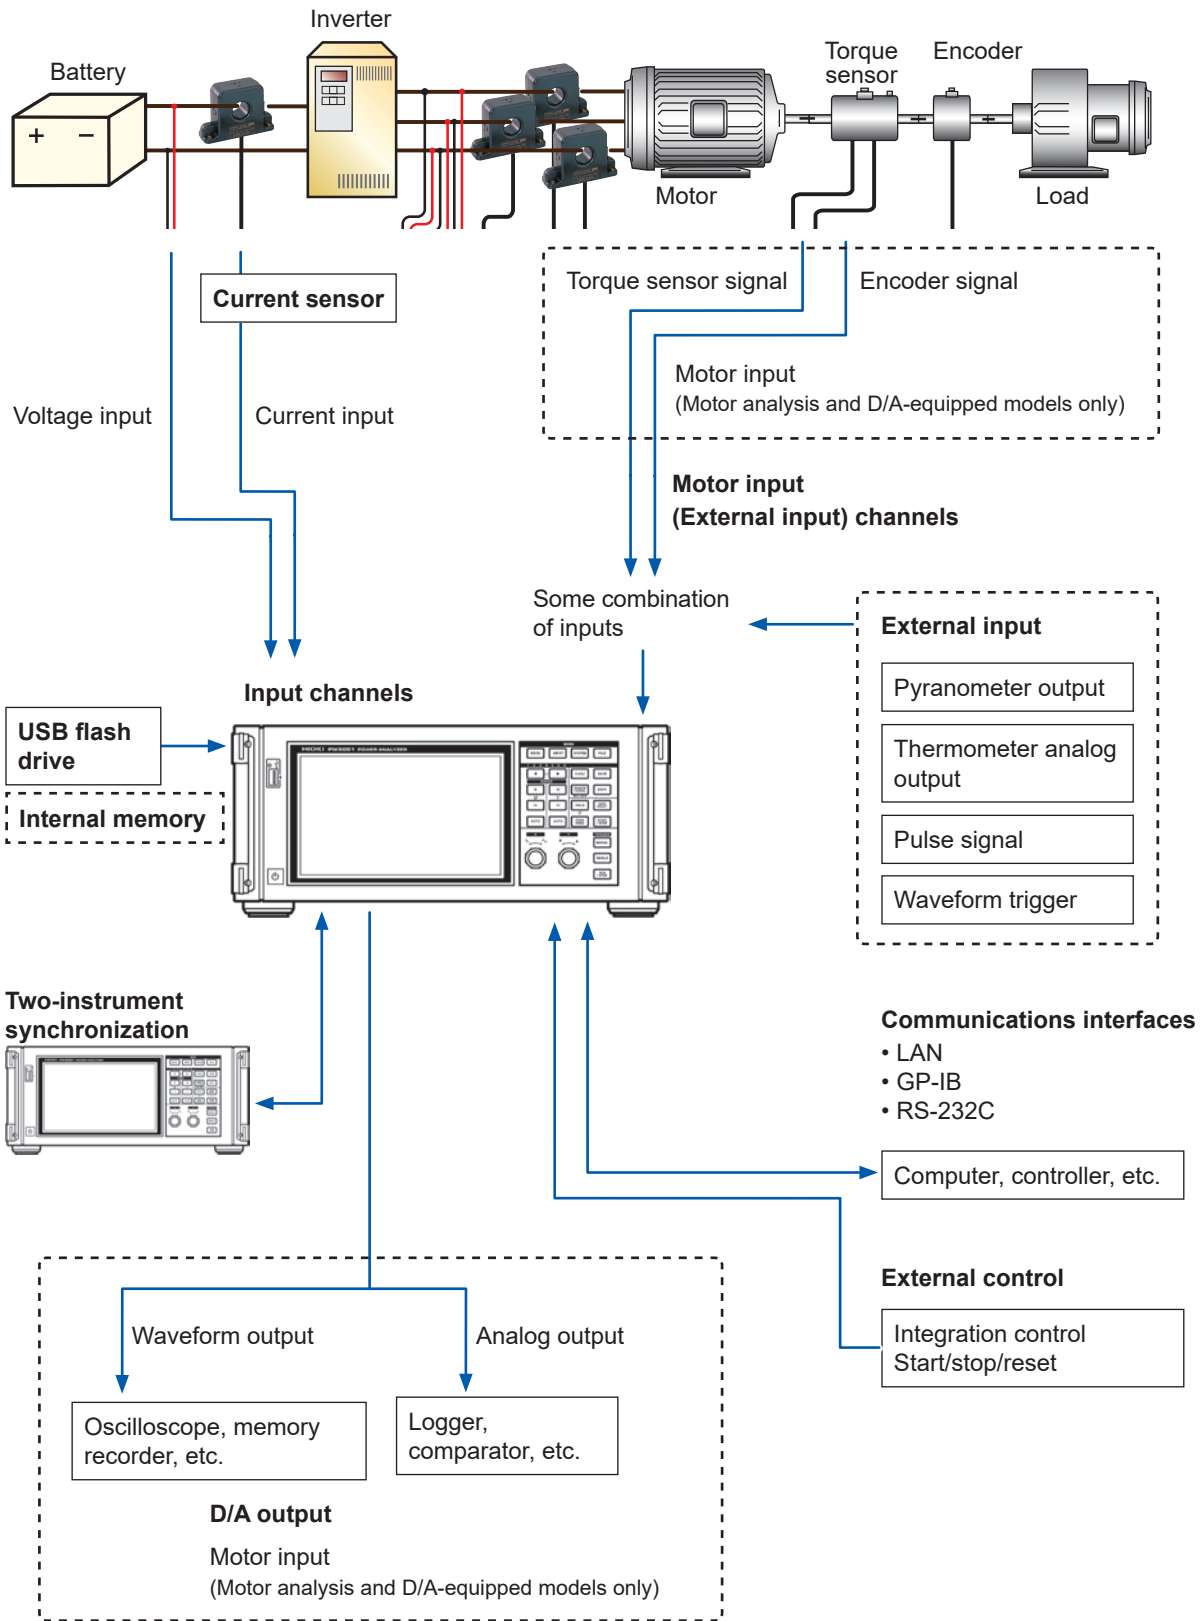 Inverter
Battery
Torque
sensor
Encoder
+ −
Motor
Load
Current sensor
Torque sensor signal
Encoder signal
Motor input
(Motor analysis and D/A-equipped models only)
Voltage input
Current input
Motor input
(External input) channels
Some combination
of inputs
External input
Pyranometer output
Thermometer analog
output
Pulse signal
Waveform trigger
Input channels
USB flash
drive
Internal memory
HIOKI PW6001 POWER ANALYZER
Two-instrument
synchronization
Communications interfaces
• LAN
• GP-IB
• RS-232C
Computer, controller, etc.
External control
Integration control
Start/stop/reset
Waveform output
Analog output
Oscilloscope, memory
recorder, etc.
Logger,
comparator, etc.
D/A output
Motor input
(Motor analysis and D/A-equipped models only)